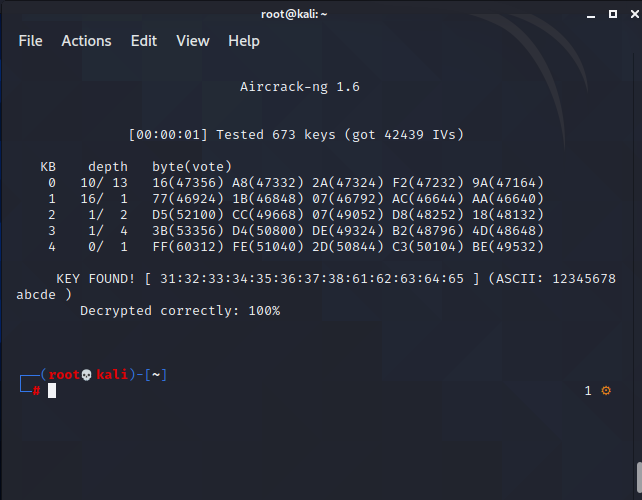 root@kali: ~
File Actions Edit View Help
Aircrack-ng 1.6
[00:00:01] Tested 673 keys (got 42439 IVs)
KB depth byte(vote)
0 10/ 13 16(47356) A8(47332) 2A(47324) F2(47232) 9A(47164)
1 16/ 1 77(46924) 1B(46848) 07(46792) AC(46644) AA(46640)
2 1/ 2 D5(52100) CC(49668) 07(49052) D8(48252) 18(48132)
3 1/ 4 3B(53356) D4(50800) DE(49324) B2(48796) 4D(48648)
4 0/ 1 FF(60312) FE(51040) 2D(50844) C3(50104) BE(49532)
KEY FOUND! [ 31:32:33:34:35:36:37:38:61:62:63:64:65 ] (ASCII: 12345678
abcde )
Decrypted correctly: 100%
┌──(root💀kali)-[~]
└─# 1 ⚙